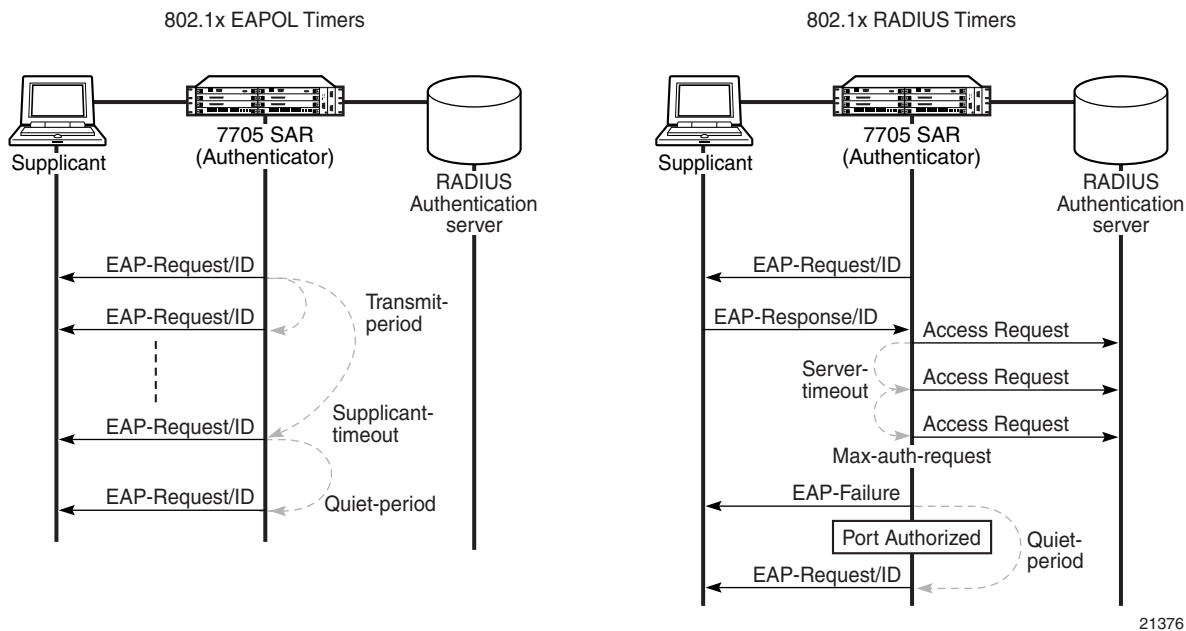 802.1x EAPOL Timers
Supplicant
7705 SAR
(Authenticator)
RADIUS
Authentication
server
EAP-Request/ID
EAP-Request/ID
Transmit-
period
EAP-Request/ID
Supplicant-
timeout
EAP-Request/ID
Quiet-period
802.1x RADIUS Timers
Supplicant
7705 SAR
(Authenticator)
RADIUS
Authentication
server
EAP-Request/ID
EAP-Response/ID
Access Request
Server-
timeout
Access Request
Access Request
Max-auth-request
EAP-Failure
Port Authorized
Quiet-
period
EAP-Request/ID
21376